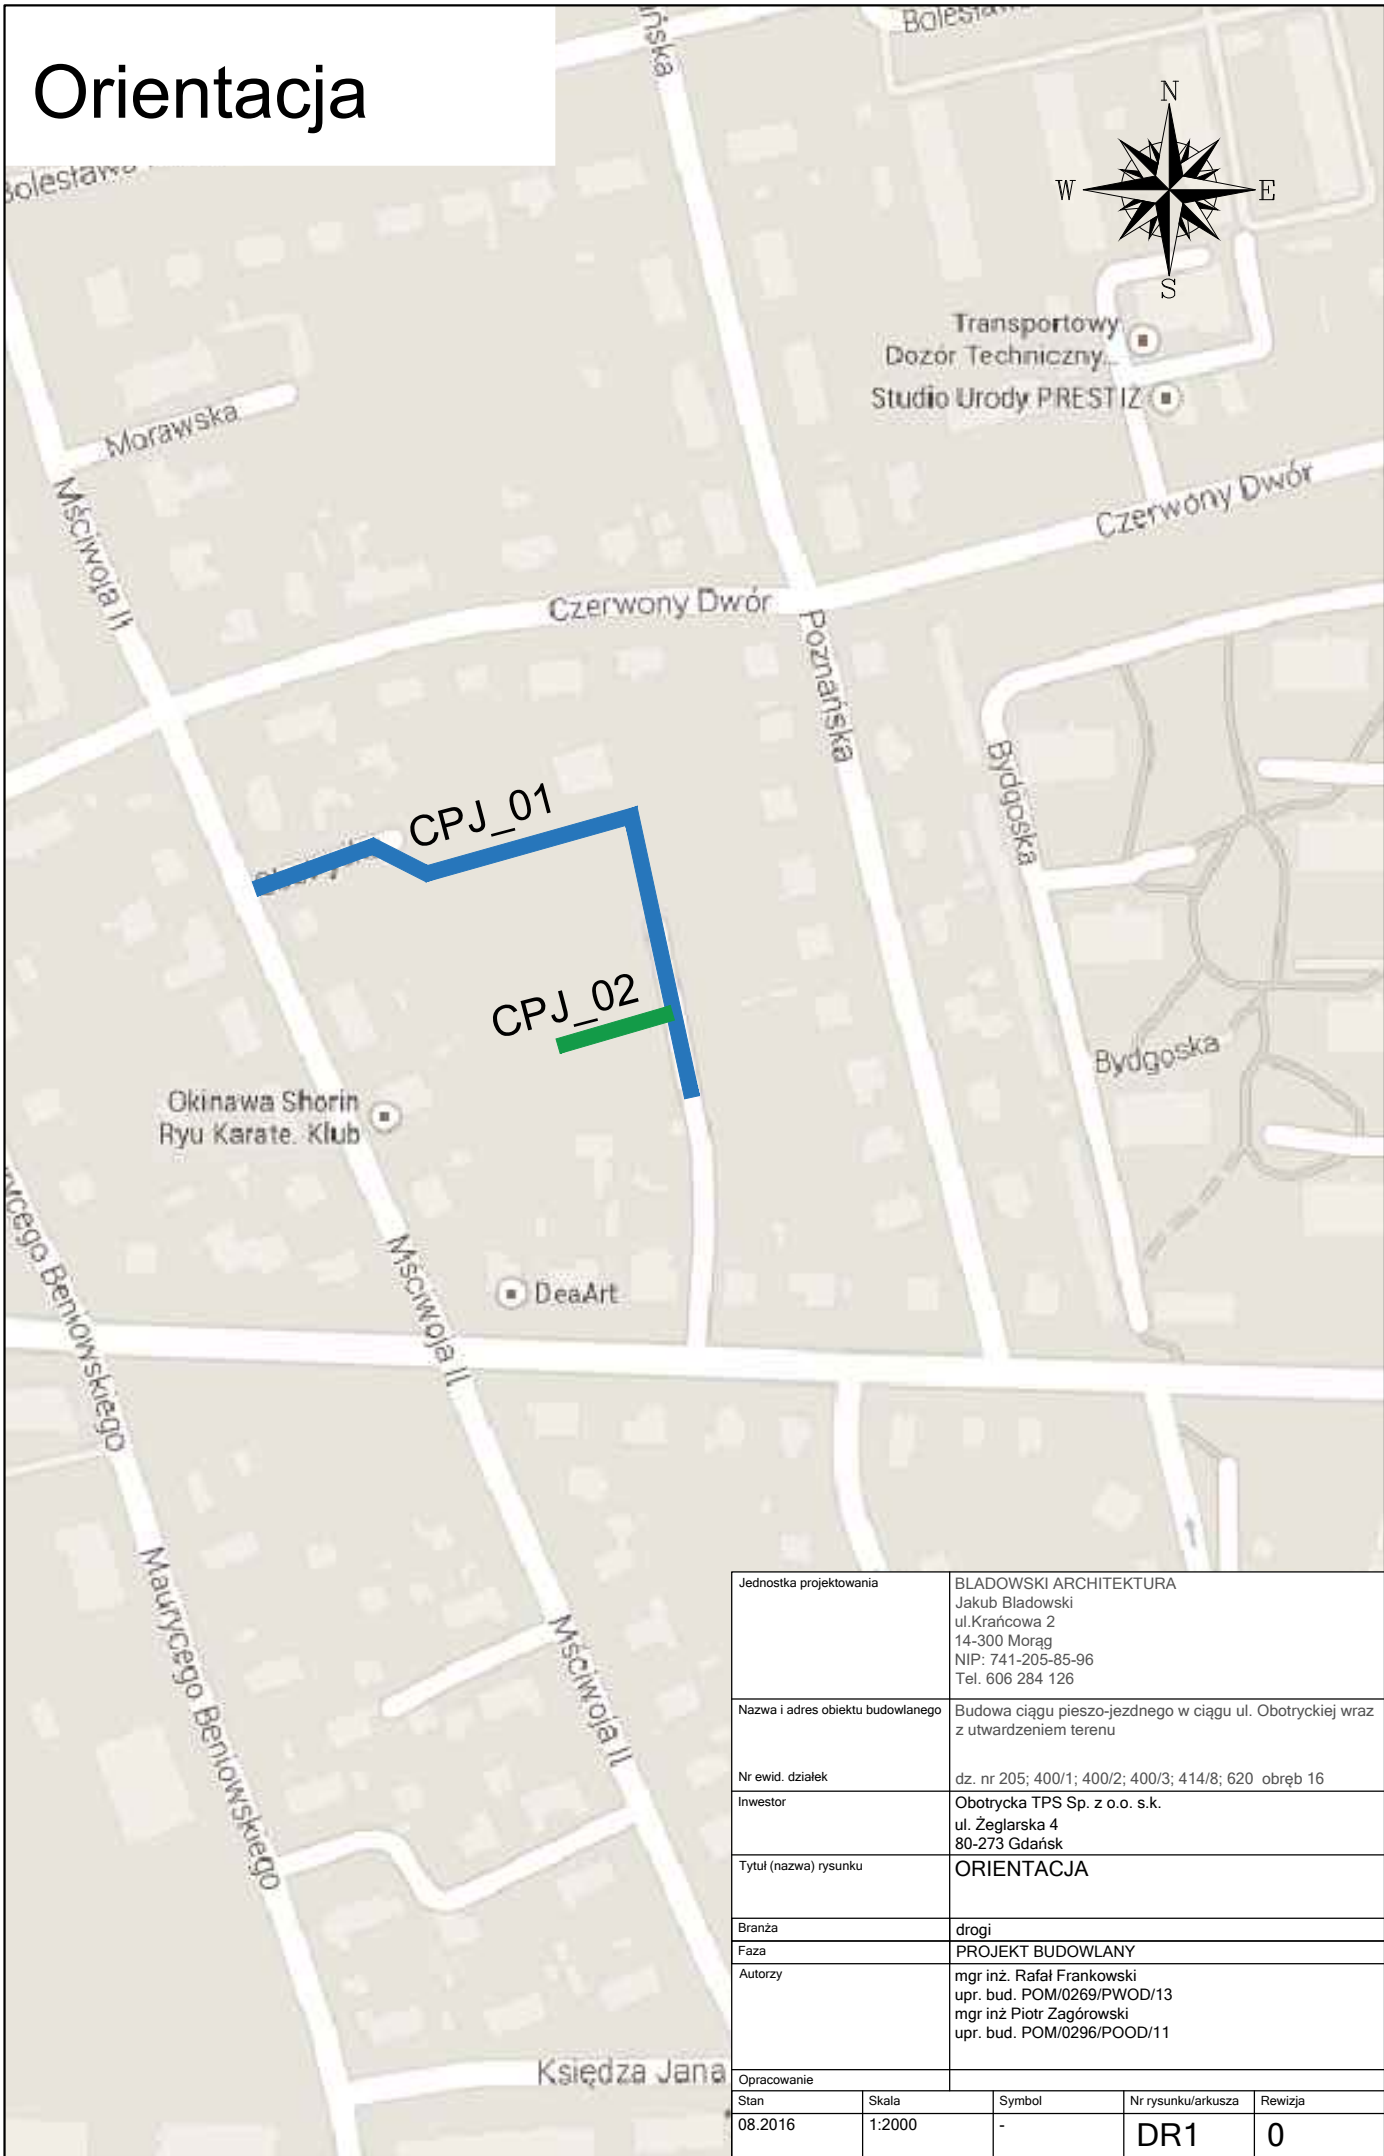 Orientacja
N
W
E
S
Transportowy
Dozór Techniczny...
Studio Urody PRESTIŻ
Morawska
Mściwoja II
Czerwony Dwór
Czerwony Dwór
Poznańska
Bydgoska
CPJ_01
CPJ_02
Bydgoska
Okinawa Shorin
Ryu Karate. Klub
Mściwoja II
DeaArt
Beniowskiego
Maurycego Beniowskiego
Mściwoja II
Księdza Jana
Jednostka projektowania
BLADOWSKI ARCHITEKTURA
Jakub Bladowski
ul.Krańcowa 2
14-300 Morąg
NIP: 741-205-85-96
Tel. 606 284 126
Nazwa i adres obiektu budowlanego
Budowa ciągu pieszo-jezdnego w ciągu ul. Obotryckiej wraz
z utwardzeniem terenu
Nr ewid. działek
dz. nr 205; 400/1; 400/2; 400/3; 414/8; 620 obręb 16
Inwestor
Obotrycka TPS Sp. z o.o. s.k.
ul. Żeglarska 4
80-273 Gdańsk
Tytuł (nazwa) rysunku
ORIENTACJA
Branża
drogi
Faza
PROJEKT BUDOWLANY
Autorzy
mgr inż. Rafał Frankowski
upr. bud. POM/0269/PWOD/13
mgr inż Piotr Zagórowski
upr. bud. POM/0296/POOD/11
Opracowanie
Stan Skala Symbol Nr rysunku/arkusza Rewizja
08.2016 1:2000 - DR1 0